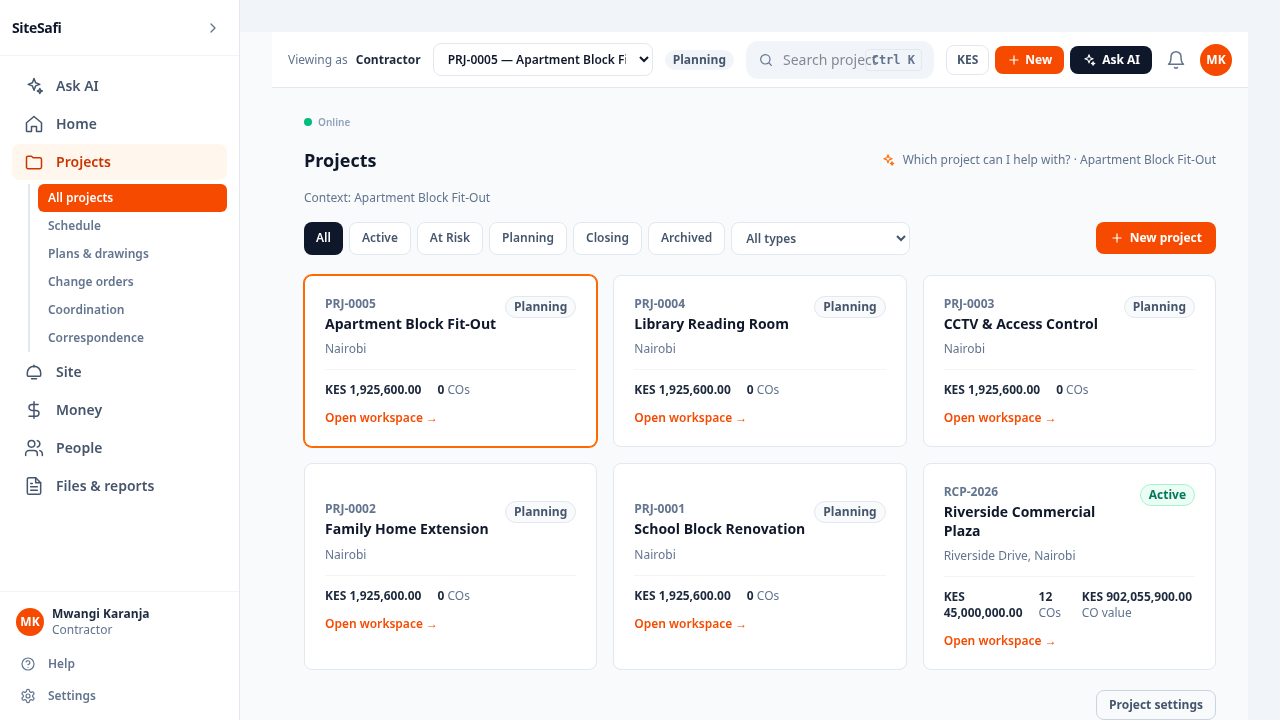 SiteSafi
Ask AI
Home
Projects
All projects
Schedule
Plans & drawings
Change orders
Coordination
Correspondence
Site
Money
People
Files & reports
MK
Mwangi Karanja
Contractor
Help
Settings
Viewing as Contractor
PRJ-0005 — Apartment Block Fi
Planning
Search project
Ctrl K
KES
New
Ask AI
MK
Online
Projects
Which project can I help with? · Apartment Block Fit-Out
Context: Apartment Block Fit-Out
All
Active
At Risk
Planning
Closing
Archived
All types
New project
PRJ-0005
Planning
Apartment Block Fit-Out
Nairobi
KES 1,925,600.00 0 COs
Open workspace →
PRJ-0004
Planning
Library Reading Room
Nairobi
KES 1,925,600.00 0 COs
Open workspace →
PRJ-0003
Planning
CCTV & Access Control
Nairobi
KES 1,925,600.00 0 COs
Open workspace →
PRJ-0002
Planning
Family Home Extension
Nairobi
KES 1,925,600.00 0 COs
Open workspace →
PRJ-0001
Planning
School Block Renovation
Nairobi
KES 1,925,600.00 0 COs
Open workspace →
RCP-2026
Active
Riverside Commercial
Plaza
Riverside Drive, Nairobi
KES
45,000,000.00
12
COs
KES 902,055,900.00
CO value
Open workspace →
Project settings